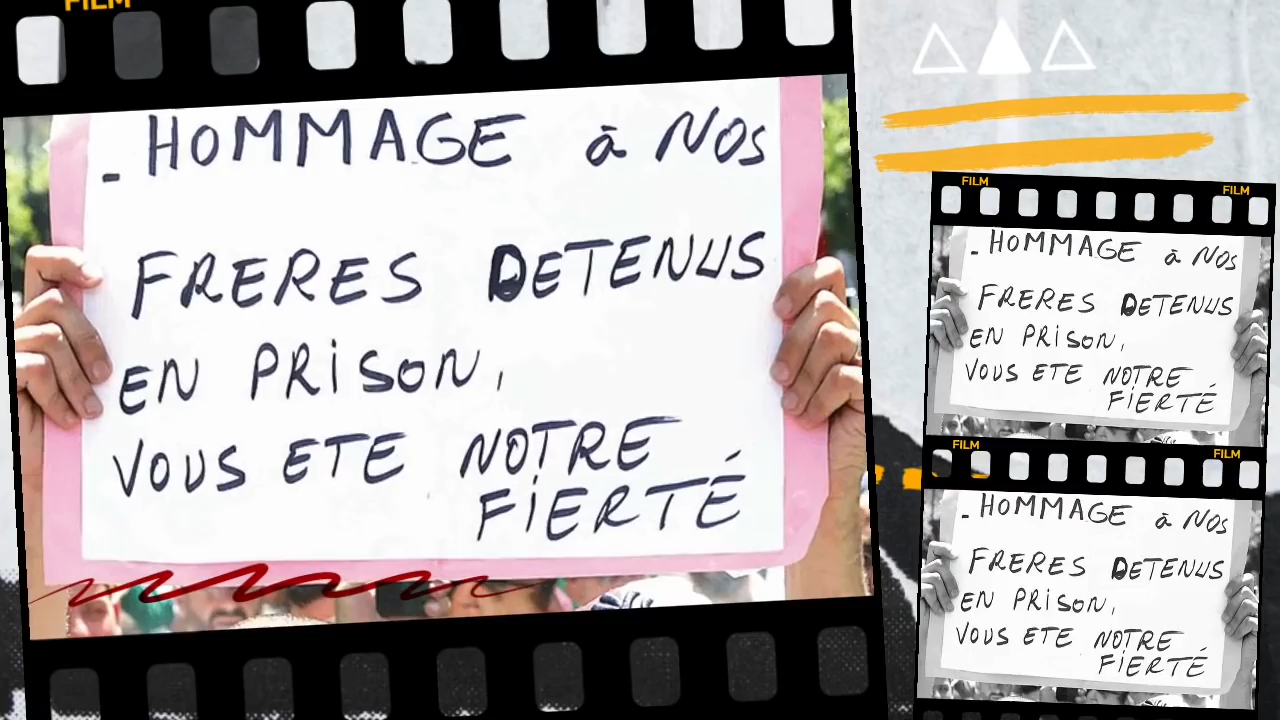 FILM
- HOMMAGE à NOS
FRERES DETENUS
EN PRISON,
VOUS ETE NOTRE
FIERTÉ
FILM FILM
- HOMMAGE à NOS
FRERES DETENUS
EN PRISON,
VOUS ETE NOTRE
FIERTÉ
FILM FILM
- HOMMAGE à NOS
FRERES DETENUS
EN PRISON,
VOUS ETE NOTRE
FIERTÉ